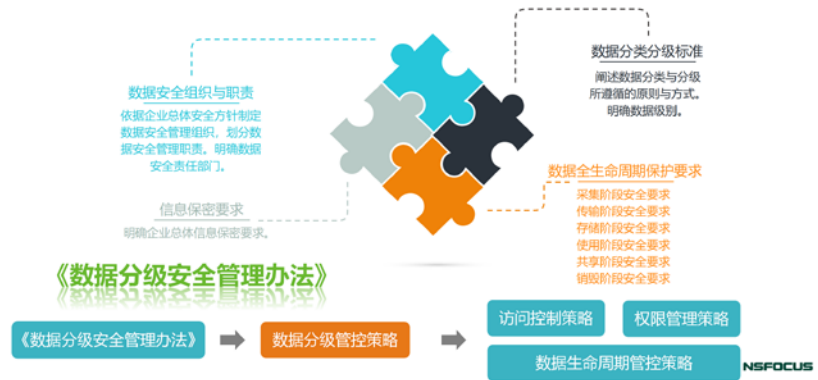 数据安全组织与职责
依据企业总体安全方针制定
数据安全管理组织，划分数
据安全管理职责。明确数据
安全责任部门。
数据分类分级标准
阐述数据分类与分级
所遵循的原则与方式。
明确数据级别。
信息保密要求
明确企业总体信息保密要求。
数据全生命周期保护要求
采集阶段安全要求
传输阶段安全要求
存储阶段安全要求
使用阶段安全要求
共享阶段安全要求
销毁阶段安全要求
《数据分级安全管理办法》
《数据分级安全管理办法》
数据分级管控策略
访问控制策略
权限管理策略
数据生命周期管控策略
NSFOCUS